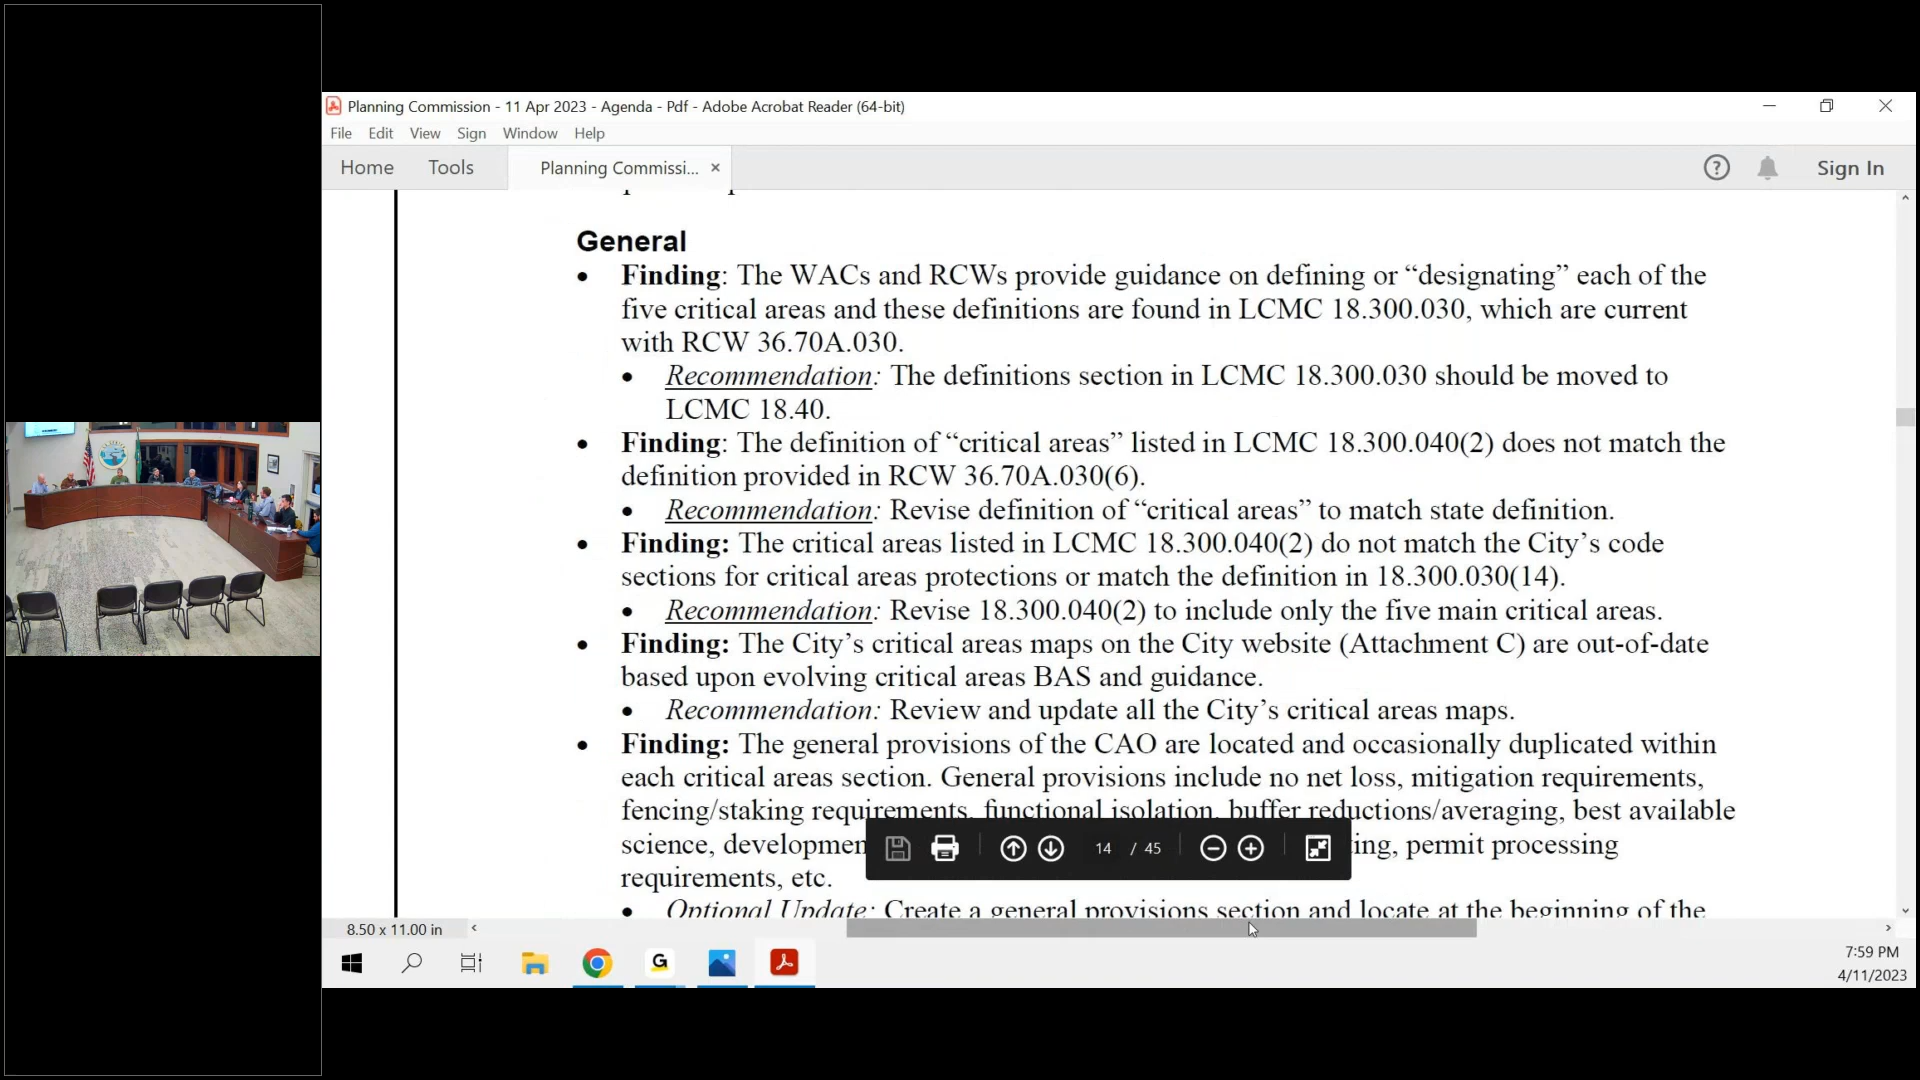 Planning Commission - 11 Apr 2023 - Agenda - Pdf - Adobe Acrobat Reader (64-bit)
File Edit View Sign Window Help
Home Tools Planning Commissi... × Sign In
General
• Finding: The WACs and RCWs provide guidance on defining or “designating” each of the
five critical areas and these definitions are found in LCMC 18.300.030, which are current
with RCW 36.70A.030.
• Recommendation: The definitions section in LCMC 18.300.030 should be moved to
LCMC 18.40.
• Finding: The definition of “critical areas” listed in LCMC 18.300.040(2) does not match the
definition provided in RCW 36.70A.030(6).
• Recommendation: Revise definition of “critical areas” to match state definition.
• Finding: The critical areas listed in LCMC 18.300.040(2) do not match the City’s code
sections for critical areas protections or match the definition in 18.300.030(14).
• Recommendation: Revise 18.300.040(2) to include only the five main critical areas.
• Finding: The City’s critical areas maps on the City website (Attachment C) are out-of-date
based upon evolving critical areas BAS and guidance.
• Recommendation: Review and update all the City’s critical areas maps.
• Finding: The general provisions of the CAO are located and occasionally duplicated within
each critical areas section. General provisions include no net loss, mitigation requirements,
fencing/staking requirements, functional isolation, buffer reductions/averaging, best available
science, permit processing
requirements, etc.
14 / 45
• Optional Update: Create a general provisions section and locate at the beginning of the
8.50 x 11.00 in
G
7:59 PM
4/11/2023